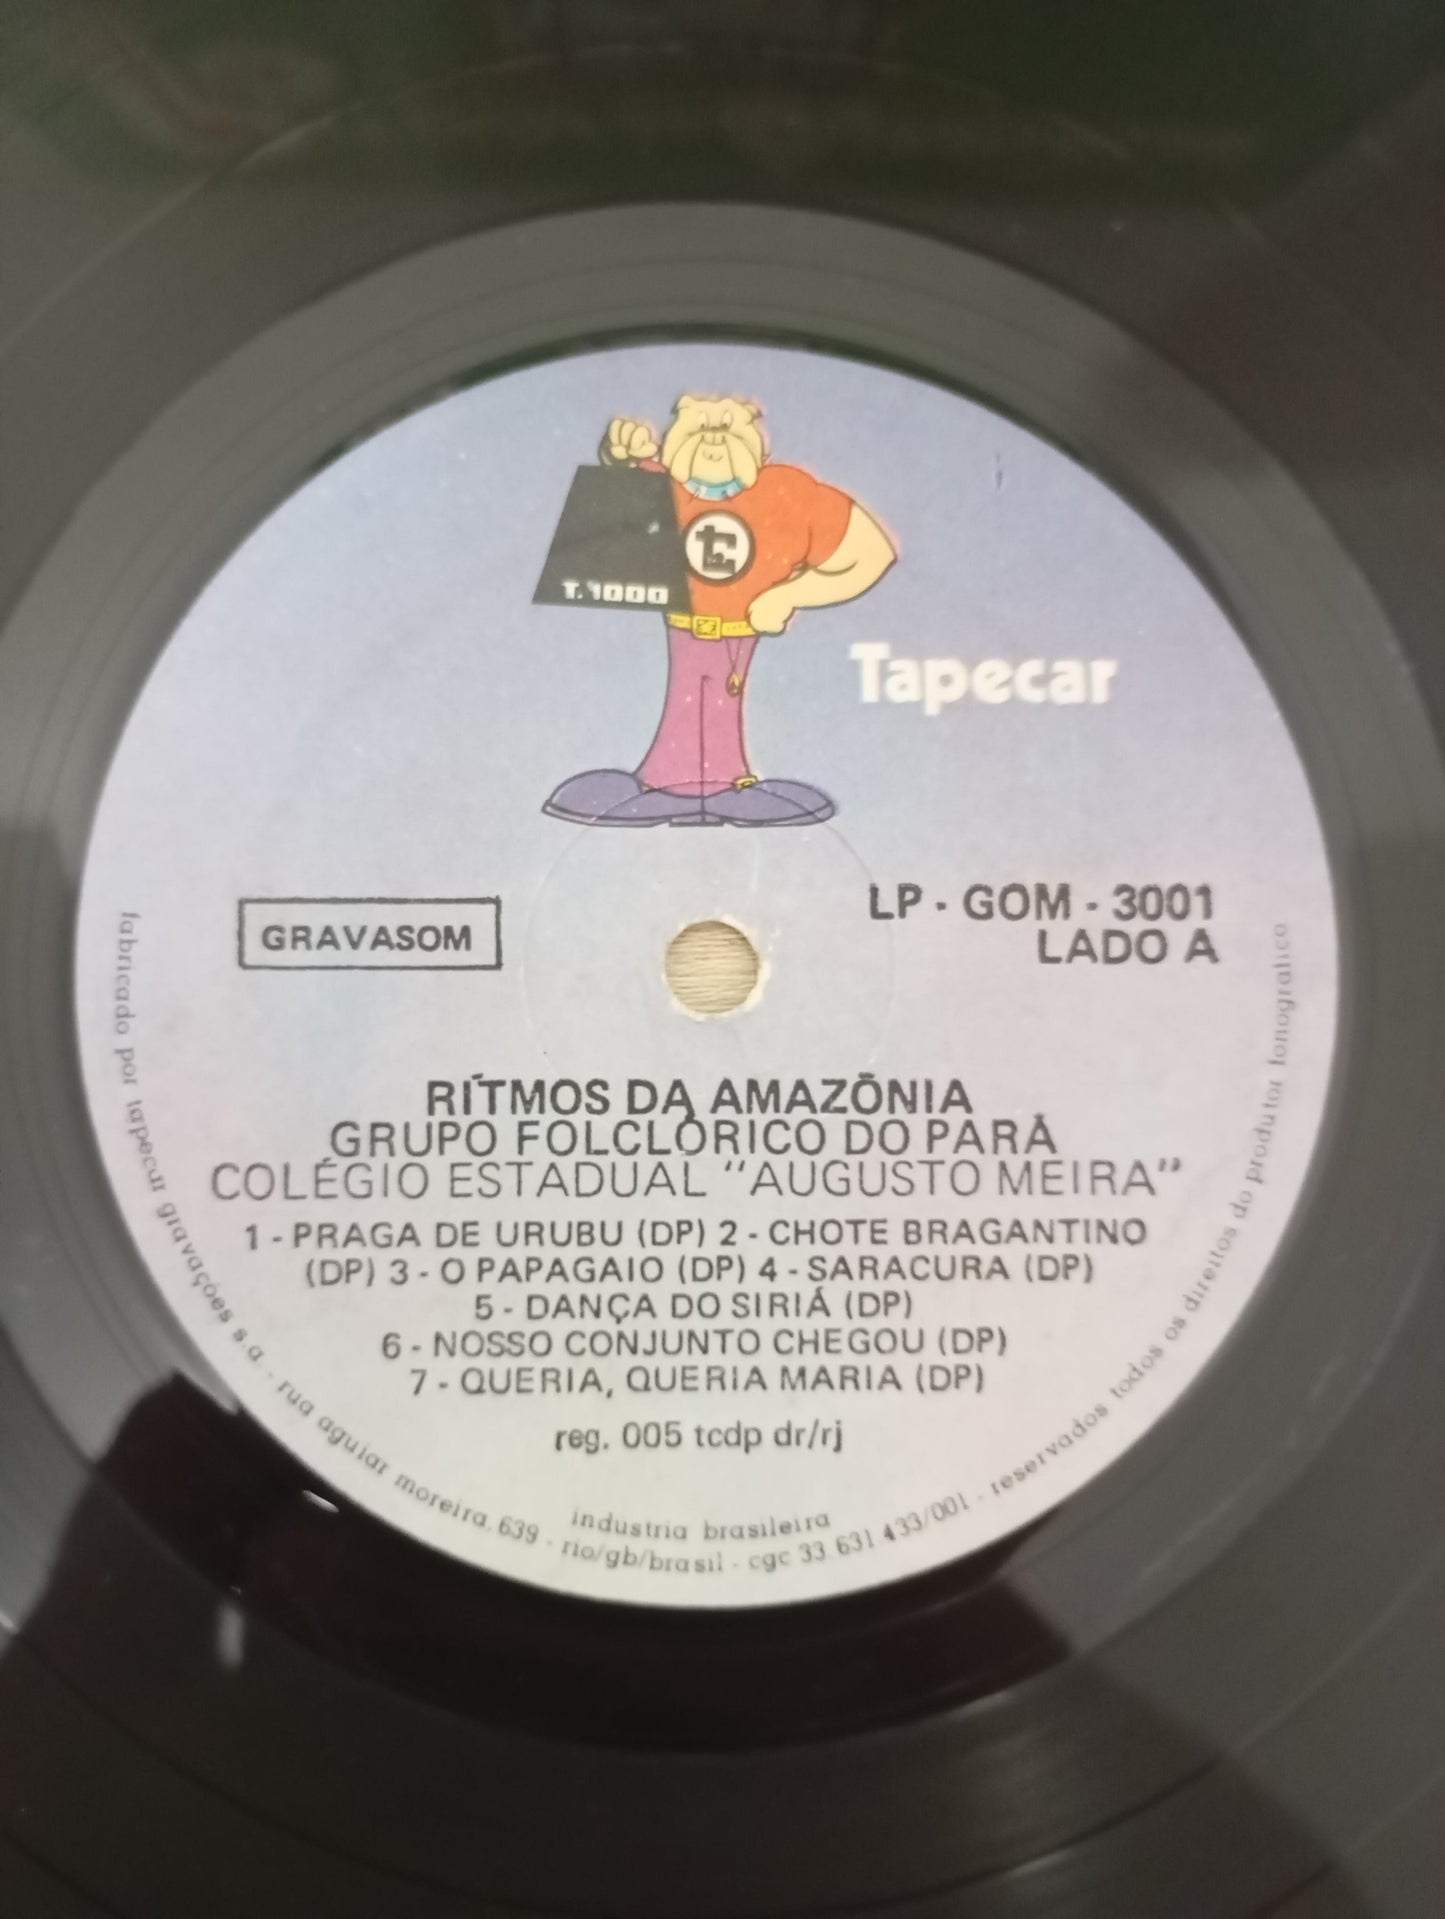 T.1000
Tapecar
GRAVASOM
LP - GOM - 3001
LADO A
RÍTMOS DA AMAZÔNIA
GRUPO FOLCLÓRICO DO PARÁ
COLÉGIO ESTADUAL "AUGUSTO MEIRA"
1 - PRAGA DE URUBU (DP) 2 - CHOTE BRAGANTINO
(DP) 3 - O PAPAGAIO (DP) 4 - SARACURA (DP)
5 - DANÇA DO SIRIÁ (DP)
6 - NOSSO CONJUNTO CHEGOU (DP)
7 - QUERIA, QUERIA MARIA (DP)
reg. 005 tcdp dr/rj
industria brasileira
fabricado por tapecar gravações s.a - rua aguiar moreira, 639 - rio/gb/brasil - cgc 33.631.433/001 - reservados todos os direitos do produtor fonografico